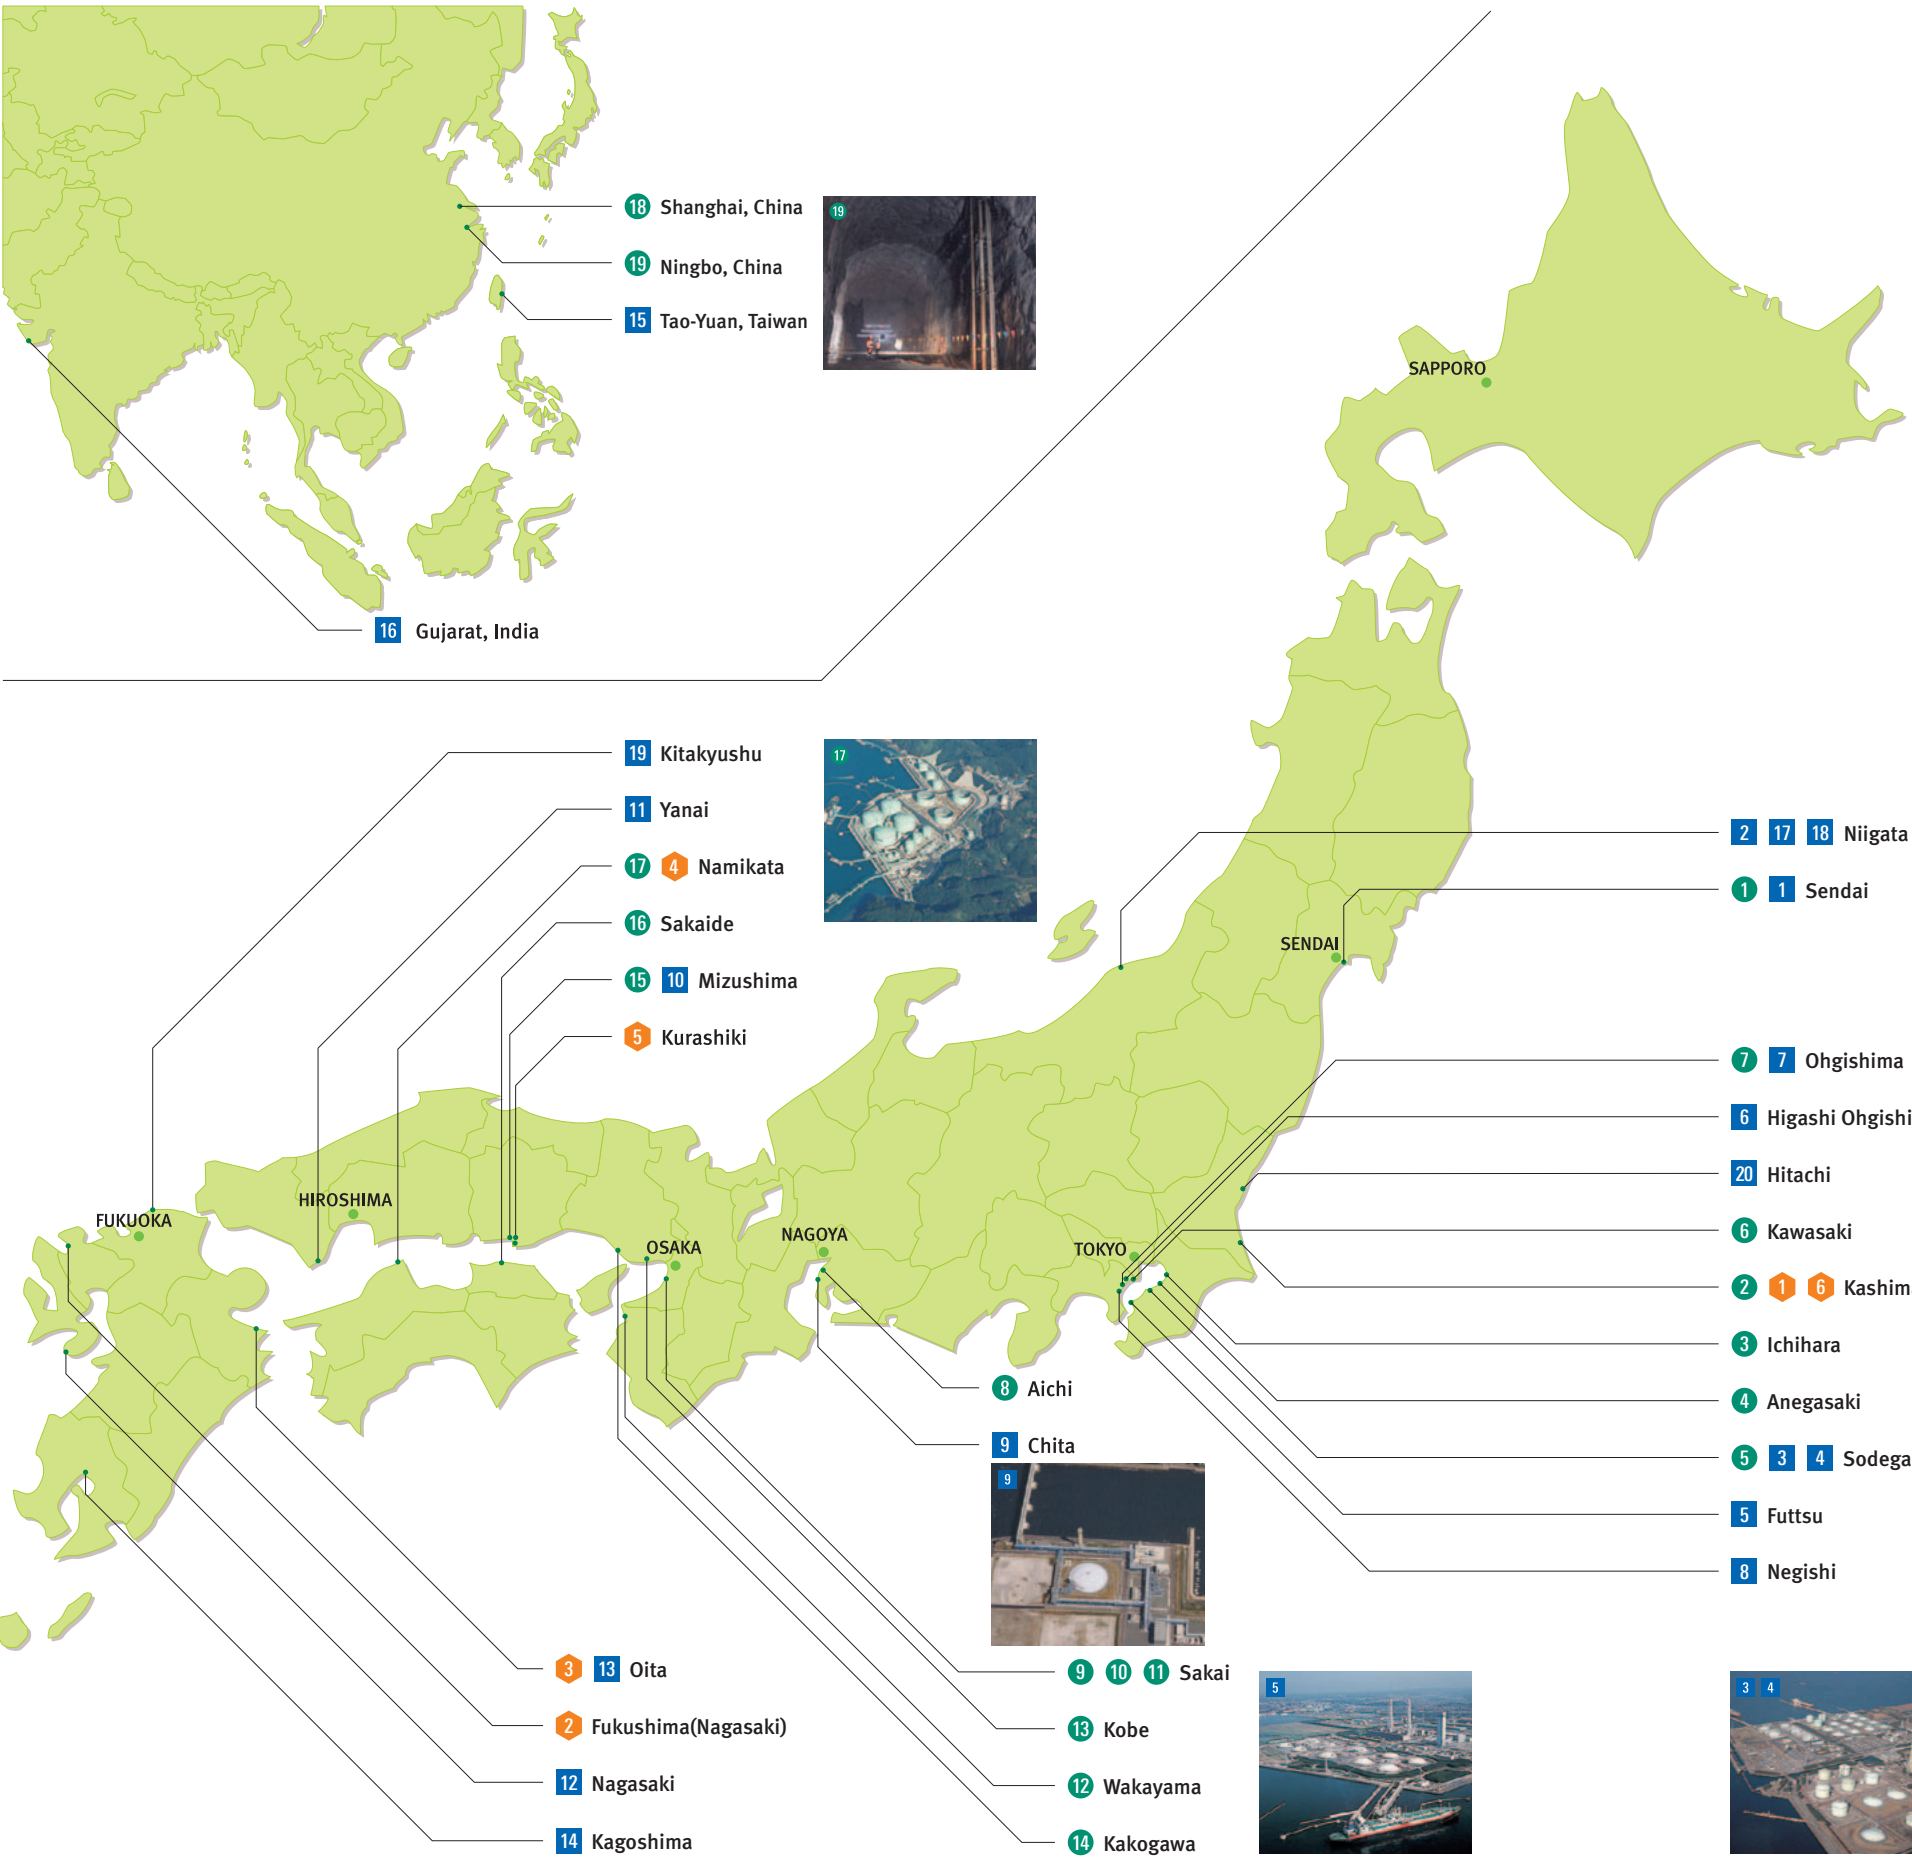 18 Shanghai, China
19
19 Ningbo, China
15 Tao-Yuan, Taiwan
SAPPORO
16 Gujarat, India
19 Kitakyushu
17
11 Yanai
17 4 Namikata
16 Sakaide
15 10 Mizushima
5 Kurashiki
2 17 18 Niigata
1 1 Sendai
SENDAI
7 7 Ohgishima
6 Higashi Ohgishi
20 Hitachi
6 Kawasaki
2 1 6 Kashim
3 Ichihara
4 Anegasaki
5 3 4 Sodega
5 Futtsu
8 Negishi
HIROSHIMA
FUKUOKA
OSAKA
NAGOYA
TOKYO
8 Aichi
9 Chita
9
3 13 Oita
2 Fukushima(Nagasaki)
12 Nagasaki
14 Kagoshima
9 10 11 Sakai
13 Kobe
12 Wakayama
14 Kakogawa
5
3 4